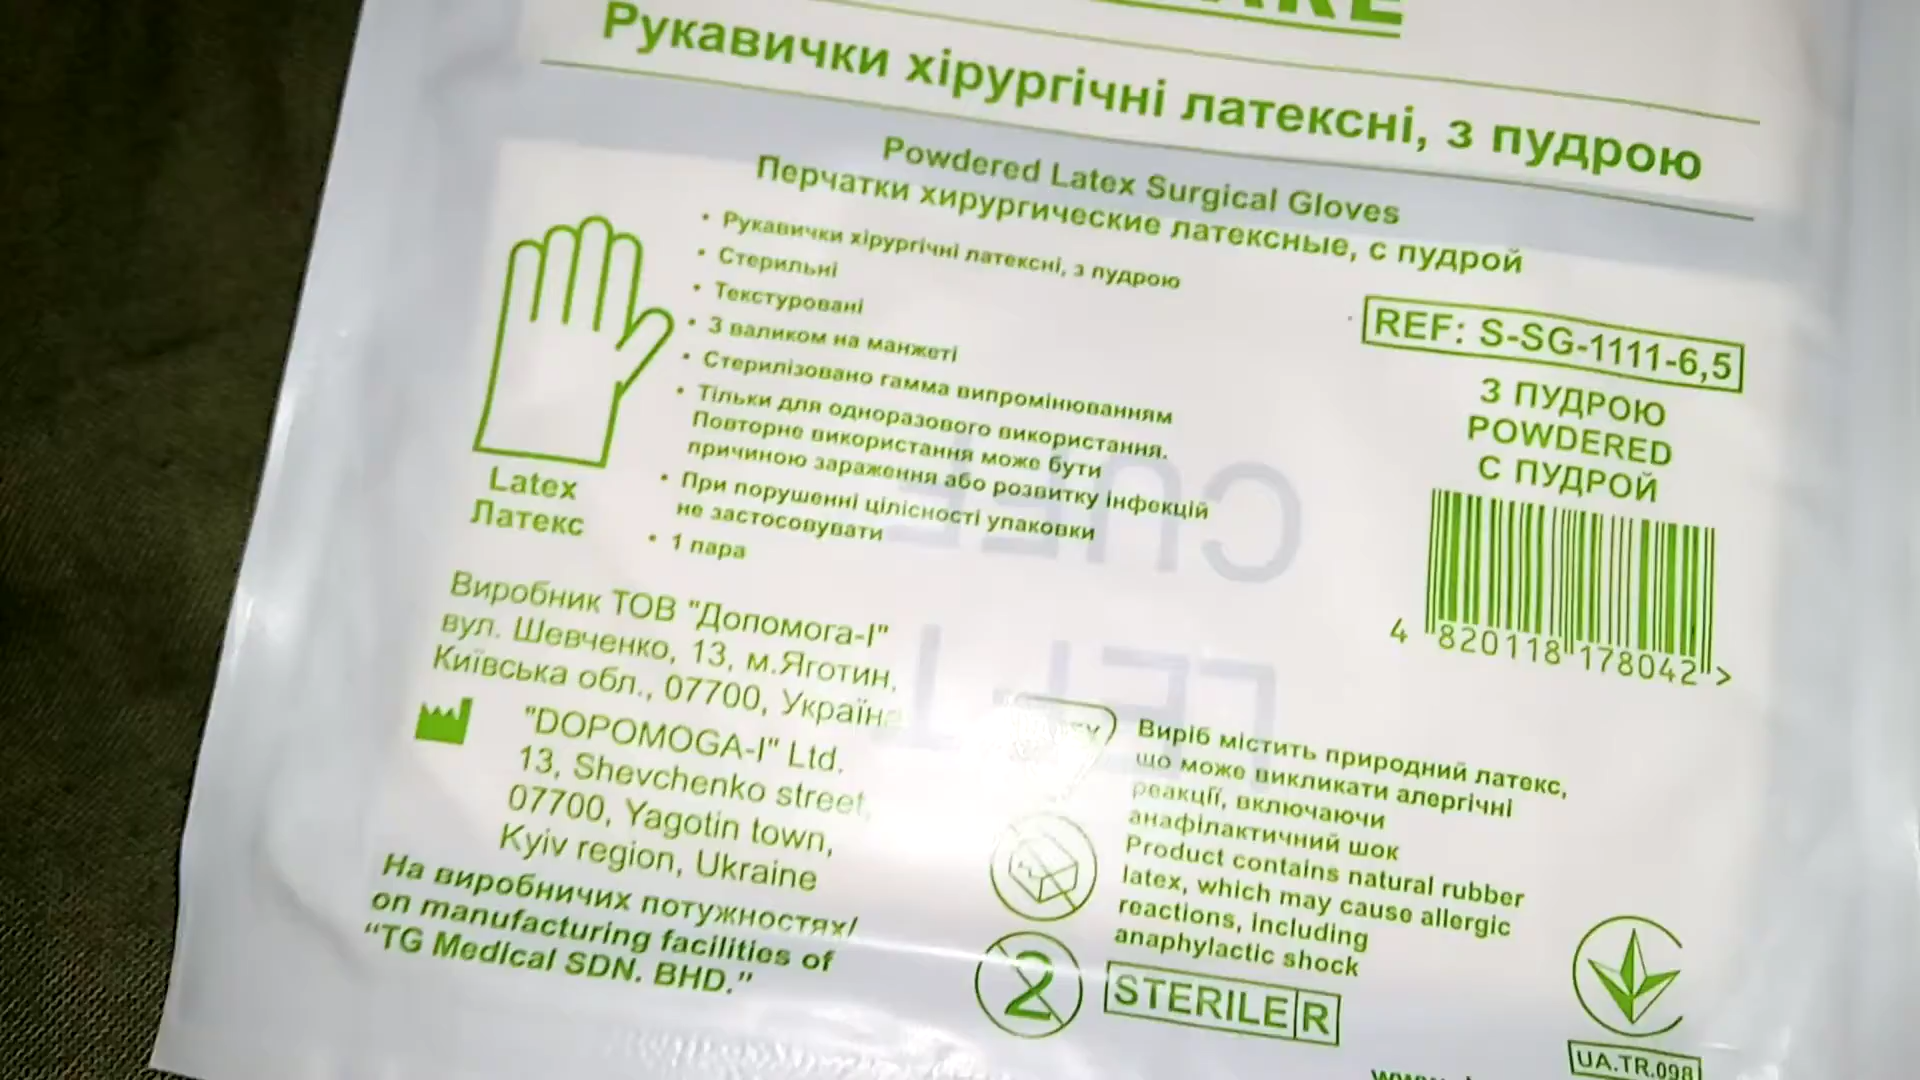 Рукавички хірургічні латексні, з пудрою
Powdered Latex Surgical Gloves
Перчатки хирургические латексные, с пудрой
• Рукавички хірургічні латексні, з пудрою
• Стерильні
• Текстуровані
• З валиком на манжеті
• Стерилізовано гамма випромінюванням
• Тільки для одноразового використання.
Повторне використання може бути
причиною зараження або розвитку інфекцій
• При порушенні цілісності упаковки
не застосовувати
• 1 пара
Latex
Латекс
REF: S-SG-1111-6,5
З ПУДРОЮ
POWDERED
С ПУДРОЙ
4 820118 178042 >
Виробник ТОВ "Допомога-І"
вул. Шевченко, 13, м.Яготин,
Київська обл., 07700, Україна
"DOPOMOGA-I" Ltd.
13, Shevchenko street,
07700, Yagotin town,
Kyiv region, Ukraine
На виробничих потужностях/
on manufacturing facilities of
“TG Medical SDN. BHD.”
Виріб містить природний латекс,
що може викликати алергічні
реакції, включаючи
анафілактичний шок
Product contains natural rubber
latex, which may cause allergic
reactions, including
anaphylactic shock
2
STERILE R
UA.TR.098